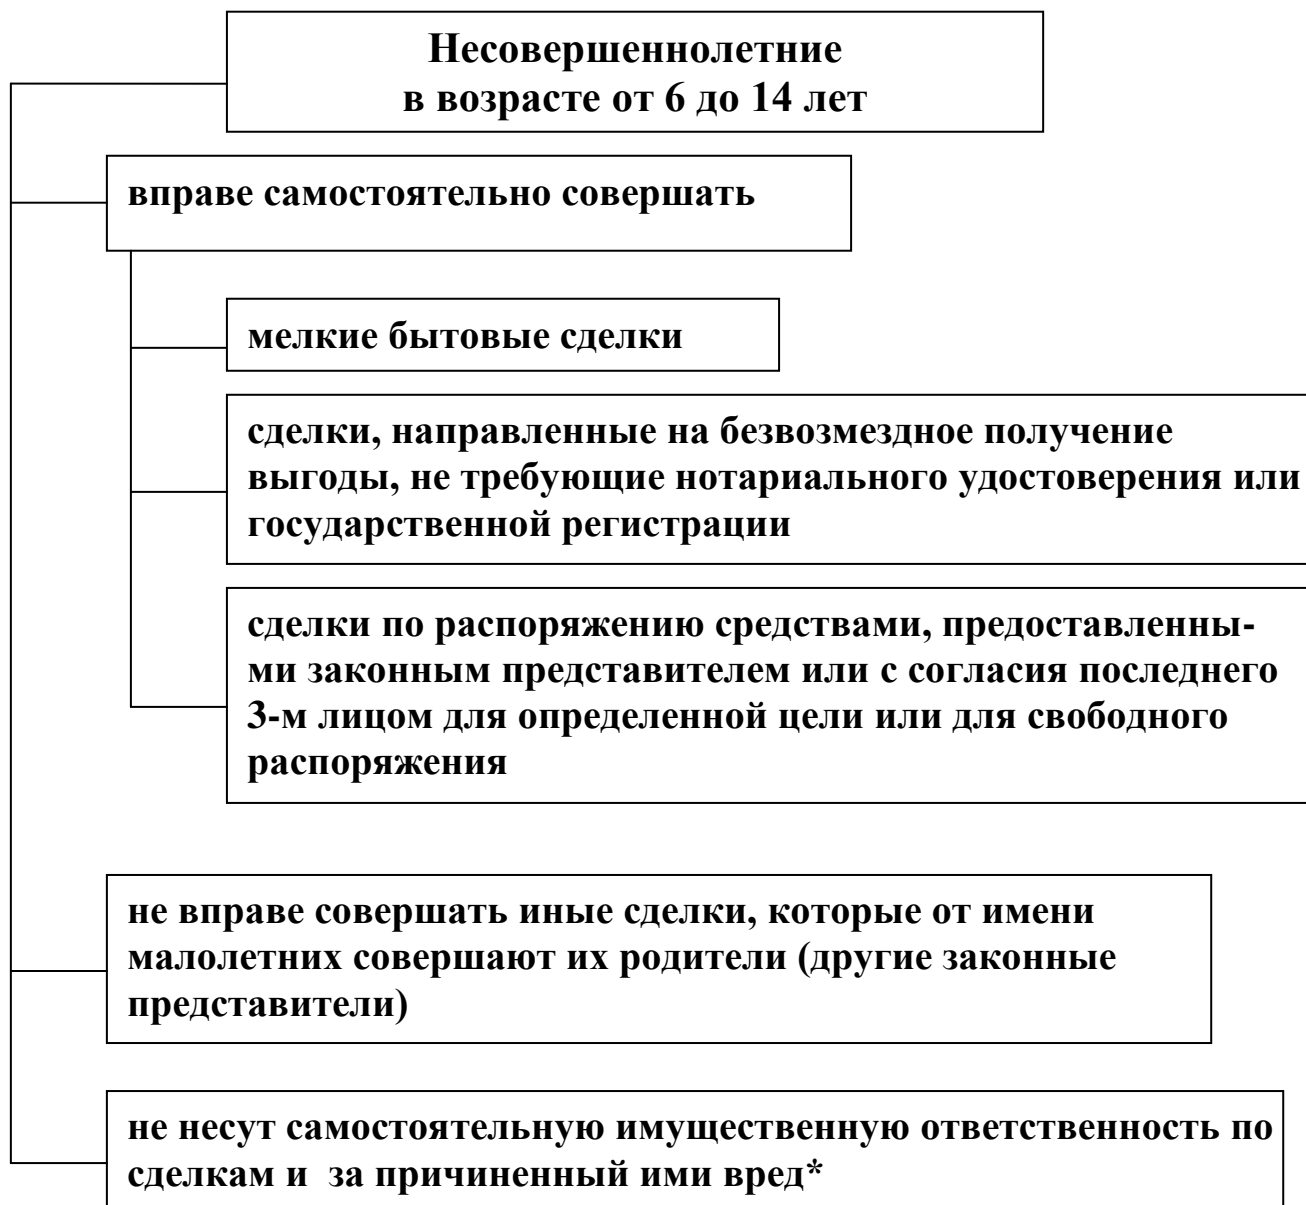 Несовершеннолетние
в возрасте от 6 до 14 лет
вправе самостоятельно совершать
мелкие бытовые сделки
сделки, направленные на безвозмездное получение
выгоды, не требующие нотариального удостоверения или
государственной регистрации
сделки по распоряжению средствами, предоставленны-
ми законным представителем или с согласия последнего
3-м лицом для определенной цели или для свободного
распоряжения
не вправе совершать иные сделки, которые от имени
малолетних совершают их родители (другие законные
представители)
не несут самостоятельную имущественную ответственность по
сделкам и  за причиненный ими вред*